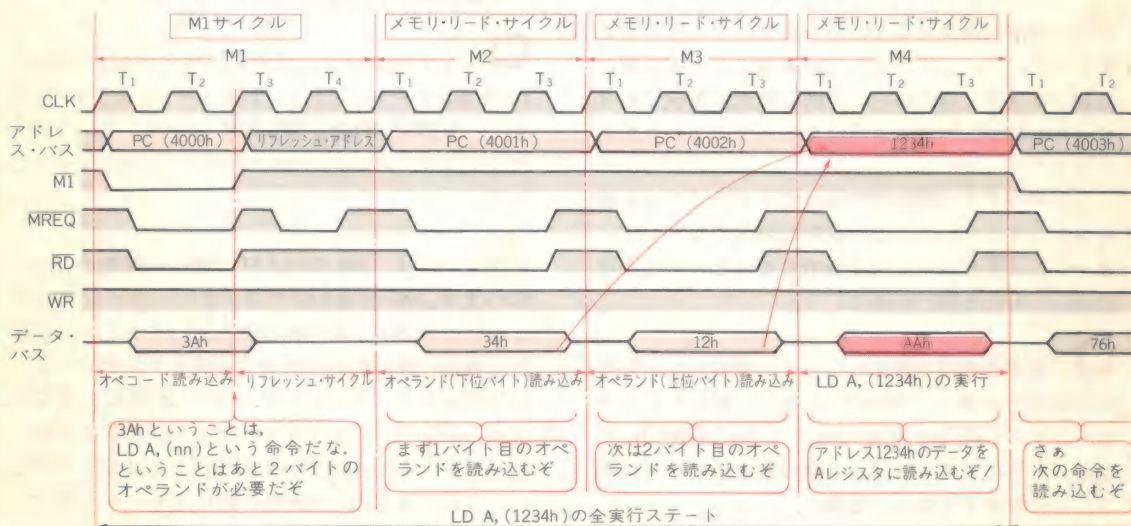 M1サイクル メモリ・リード・サイクル メモリ・リード・サイクル メモリ・リード・サイクル
M1 M2 M3 M4
T1 T2 T3 T4 T1 T2 T3 T1 T2 T3 T1 T2 T3 T1 T2
CLK
アドレ
ス・バス
PC (4000h) リフレッシュ・アドレス PC (4001h) PC (4002h) 1234h PC (4003h)
M1
MREQ
RD
WR
データ・
バス
3Ah 34h 12h AAh 76h
オペコード読み込み リフレッシュ・サイクル オペランド(下位バイト)読み込み オペランド(上位バイト)読み込み LD A, (1234h)の実行
3Ahということは,
LD A, (nn)という命令だな.
ということはあと2バイトの
オペランドが必要だぞ
まず1バイト目のオペ
ランドを読み込むぞ
次は2バイト目のオペ
ランドを読み込むぞ
アドレス1234hのデータを
Aレジスタに読み込むぞ!
さぁ
次の命令を
読み込むぞ
LD A, (1234h)の全実行ステート